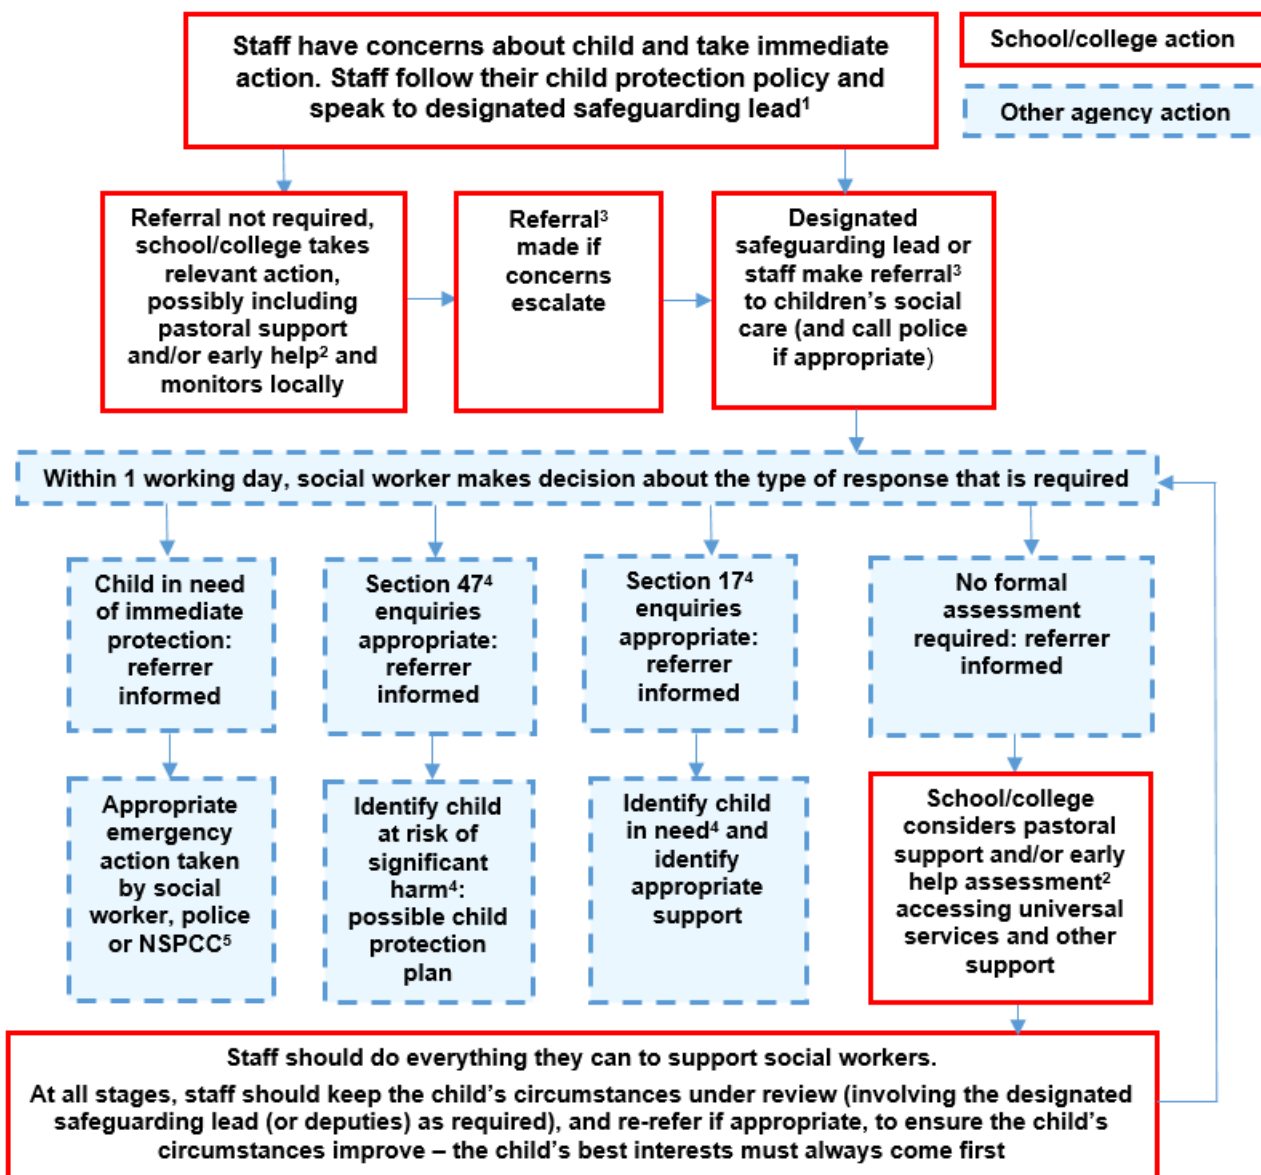 Staff have concerns about child and take immediate
action. Staff follow their child protection policy and
speak to designated safeguarding lead¹
School/college action
Other agency action
Referral not required,
school/college takes
relevant action,
possibly including
pastoral support
and/or early help² and
monitors locally
Referral³
made if
concerns
escalate
Designated
safeguarding lead or
staff make referral³
to children’s social
care (and call police
if appropriate)
Within 1 working day, social worker makes decision about the type of response that is required
Child in need
of immediate
protection:
referrer
informed
Section 47⁴
enquiries
appropriate:
referrer
informed
Section 17⁴
enquiries
appropriate:
referrer
informed
No formal
assessment
required: referrer
informed
Appropriate
emergency
action taken
by social
worker, police
or NSPCC⁵
Identify child
at risk of
significant
harm⁴:
possible child
protection
plan
Identify child
in need⁴ and
identify
appropriate
support
School/college
considers pastoral
support and/or early
help assessment²
accessing universal
services and other
support
Staff should do everything they can to support social workers.
At all stages, staff should keep the child’s circumstances under review (involving the designated
safeguarding lead (or deputies) as required), and re-refer if appropriate, to ensure the child’s
circumstances improve – the child’s best interests must always come first